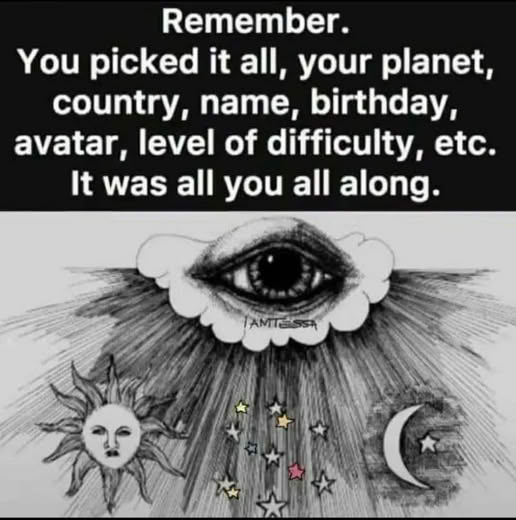 Remember.
You picked it all, your planet,
country, name, birthday,
avatar, level of difficulty, etc.
It was all you all along.
IAMTESSA